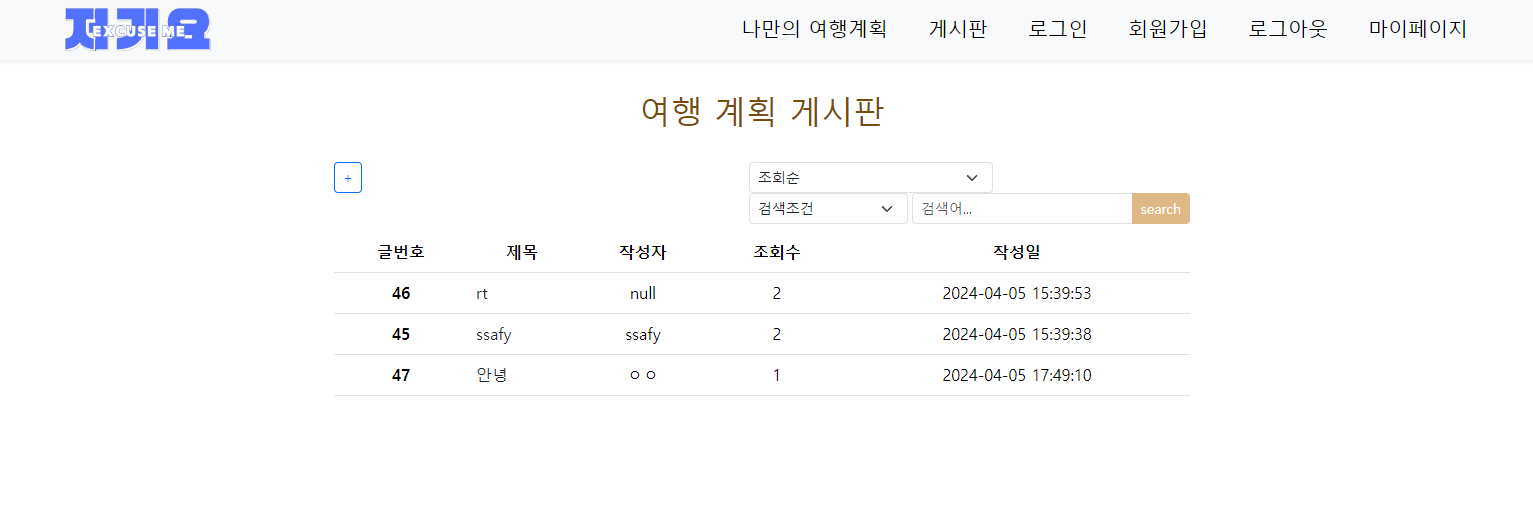 저기요 EXCUSE ME 나만의 여행계획 게시판 로그인 회원가입 로그아웃 마이페이지
여행 계획 게시판
+ 조회순
검색조건 검색어... search
글번호 제목 작성자 조회수 작성일
46 rt null 2 2024-04-05 15:39:53
45 ssafy ssafy 2 2024-04-05 15:39:38
47 안녕 ㅇㅇ 1 2024-04-05 17:49:10